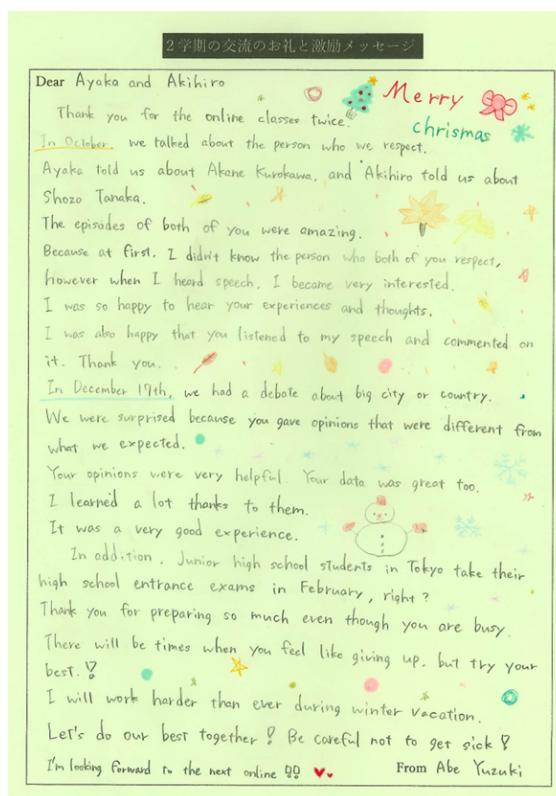 2学期の交流のお礼と激励メッセージ
Dear Ayaka and Akihiro
Merry
chrismas
Thank you for the online classes twice.
In October, we talked about the person who we respect.
Ayaka told us about Akane Kurokawa, and Akihiro told us about
Shozo Tanaka.
The episodes of both of you were amazing.
Because at first, I didn't know the person who both of you respect,
however when I heard speech, I became very interested.
I was so happy to hear your experiences and thoughts.
I was also happy that you listened to my speech and commented on
it. Thank you.
In December 17th, we had a debate about big city or country.
We were surprised because you gave opinions that were different from
what we expected.
Your opinions were very helpful. Your data was great too.
I learned a lot thanks to them.
It was a very good experience.
In addition, Junior high school students in Tokyo take their
high school entrance exams in February, right?
Thank you for preparing so much even though you are busy.
There will be times when you feel like giving up, but try your
best.!
I will work harder than ever during winter vacation.
Let's do our best together! Be careful not to get sick!
I'm looking forward to the next online!!
From Abe Yuzuki